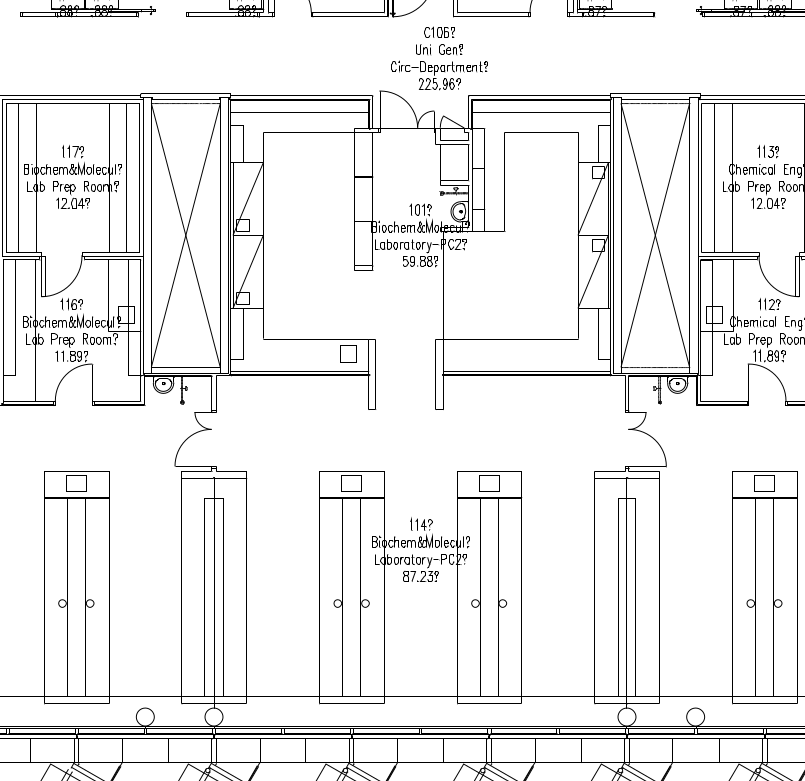 C106?
Uni Gen?
Circ-Department?
225.96?
117?
Biochem&Molecul?
Lab Prep Room?
12.04?
113?
Chemical Eng?
Lab Prep Room
12.04?
101?
Biochem&Molecul?
Laboratory-PC2?
59.88?
116?
Biochem&Molecul?
Lab Prep Room?
11.89?
112?
Chemical Eng?
Lab Prep Room
11.89?
114?
Biochem&Molecul?
Laboratory-PC2?
87.23?